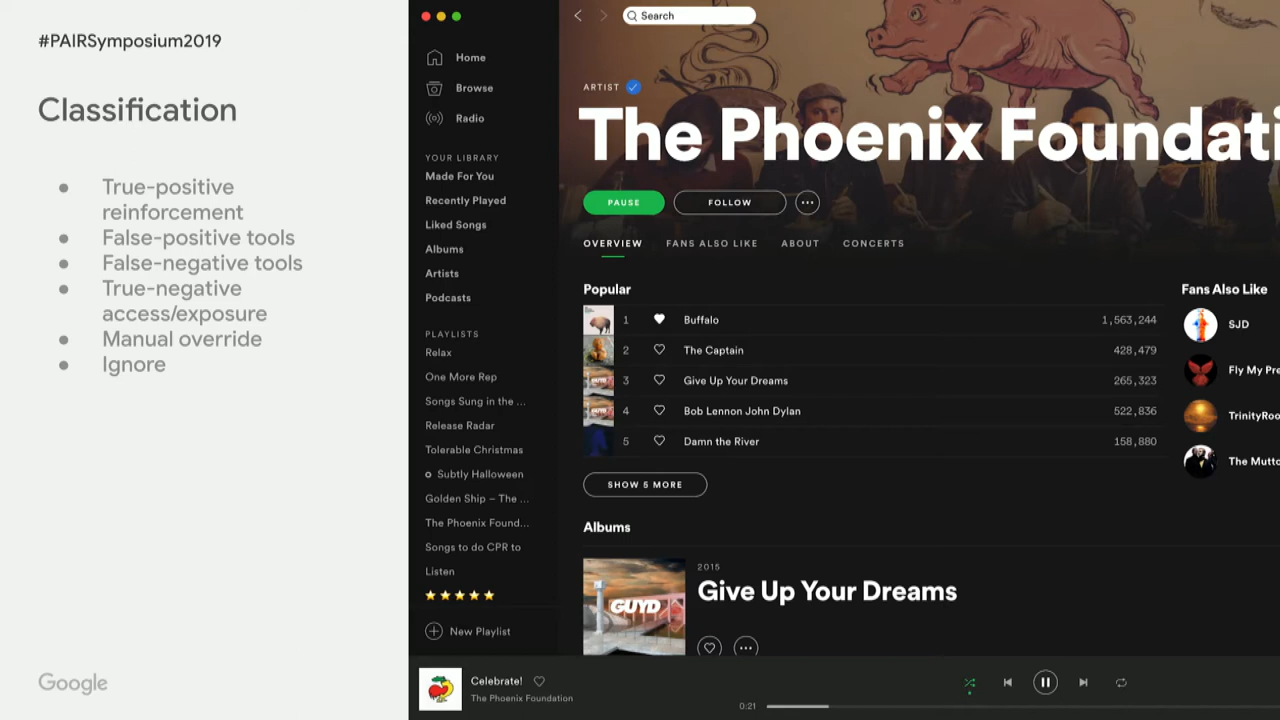 #PAIRSymposium2019
Classification
● True-positive
reinforcement
● False-positive tools
● False-negative tools
● True-negative
access/exposure
● Manual override
● Ignore
Google
Home
Browse
Radio
YOUR LIBRARY
Made For You
Recently Played
Liked Songs
Albums
Artists
Podcasts
PLAYLISTS
Relax
One More Rep
Songs Sung in the ...
Release Radar
Tolerable Christmas
Subtly Halloween
Golden Ship – The ...
The Phoenix Found...
Songs to do CPR to
Listen
★★★★★
New Playlist
Search
ARTIST
The Phoenix Foundati
PAUSE FOLLOW
OVERVIEW FANS ALSO LIKE ABOUT CONCERTS
Popular
1 Buffalo 1,563,244
2 The Captain 428,479
3 Give Up Your Dreams 265,323
4 Bob Lennon John Dylan 522,836
5 Damn the River 158,880
SHOW 5 MORE
Fans Also Like
SJD
Fly My Pre
TrinityRoo
The Mutto
Albums
GUYD
2015
Give Up Your Dreams
Celebrate!
The Phoenix Foundation
0:21